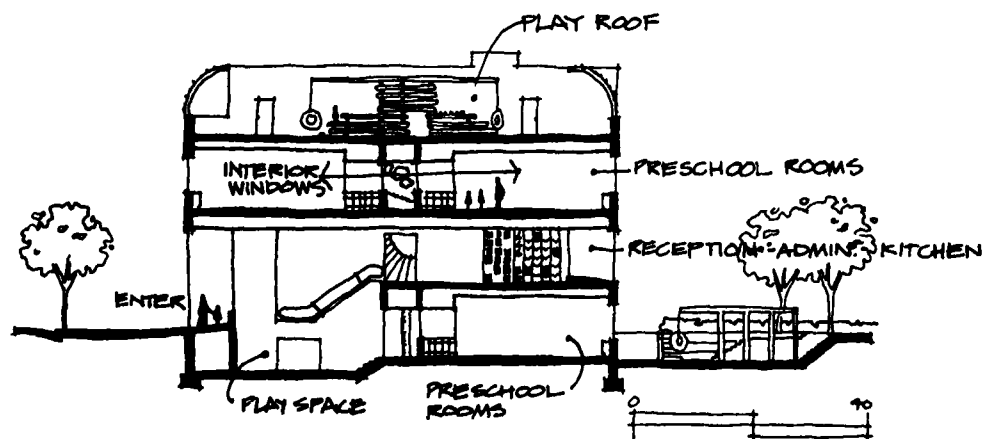 PLAY ROOF
INTERIOR
WINDOWS
PRESCHOOL ROOMS
RECEPTION·ADMIN·KITCHEN
ENTER
PLAY SPACE
PRESCHOOL
ROOMS
0
40